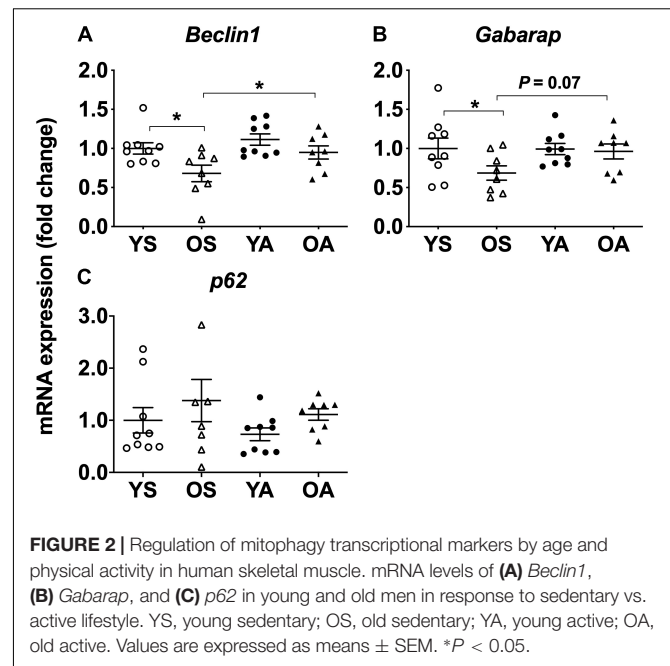 A Beclin1
B Gabarap
mRNA expression (fold change)
2.0
1.5
1.0
0.5
0.0
*
*
YS OS YA OA
2.0
1.5
1.0
0.5
0.0
*
P = 0.07
YS OS YA OA
C p62
3.0
2.0
1.0
0.0
YS OS YA OA
FIGURE 2 | Regulation of mitophagy transcriptional markers by age and
physical activity in human skeletal muscle. mRNA levels of (A) Beclin1,
(B) Gabarap, and (C) p62 in young and old men in response to sedentary vs.
active lifestyle. YS, young sedentary; OS, old sedentary; YA, young active; OA,
old active. Values are expressed as means ± SEM. *P < 0.05.